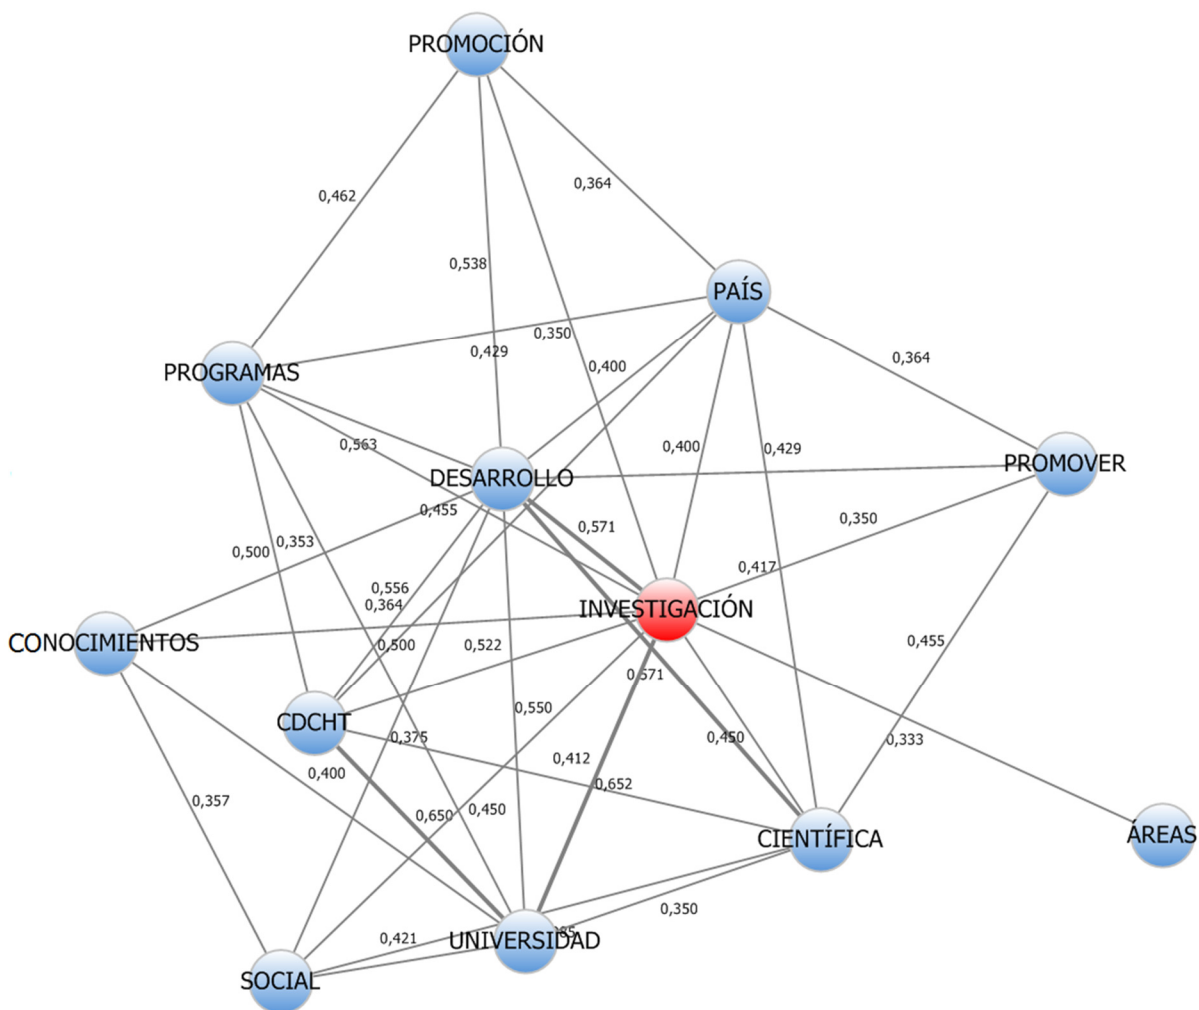 PROMOCIÓN
0,462
0,364
0,538
PAÍS
0,350
0,429
0,364
0,400
PROGRAMAS
0,563
0,400
0,429
PROMOVER
DESARROLLO
0,455
0,571
0,350
0,500
0,353
0,417
0,556
0,364
INVESTIGACIÓN
CONOCIMIENTOS
0,500
0,522
0,455
0,571
0,550
CDCHT
0,375
0,450
0,333
0,412
0,400
0,652
0,357
0,650
0,450
CIENTÍFICA
ÁREAS
0,350
0,421
UNIVERSIDAD
SOCIAL